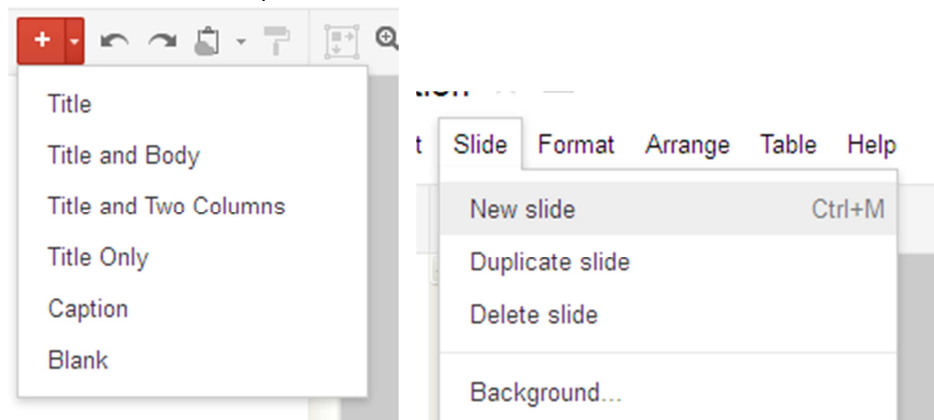 Title
Title and Body
Title and Two Columns
Title Only
Caption
Blank
Slide Format Arrange Table Help
New slide Ctrl+M
Duplicate slide
Delete slide
Background...